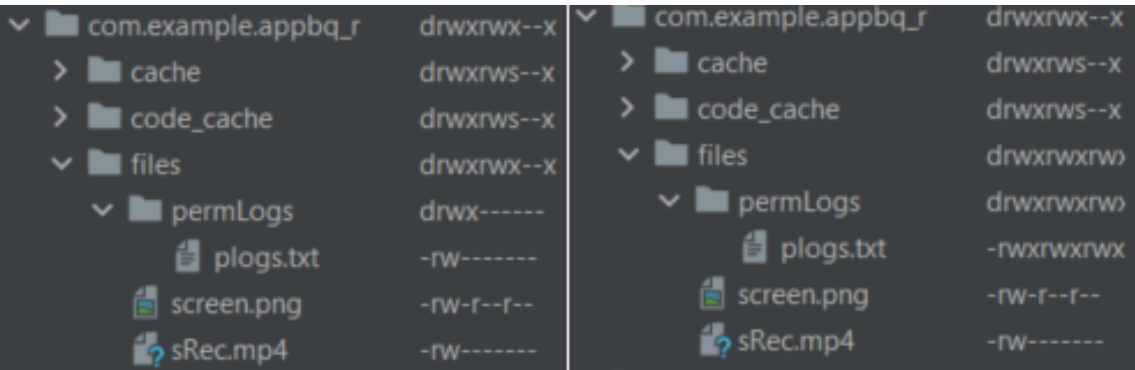 com.example.appbq_r drwxrwx--x
cache drwxrws--x
code_cache drwxrws--x
files drwxrwx--x
permLogs drwx------
plogs.txt -rw-------
screen.png -rw-r--r--
sRec.mp4 -rw-------
com.example.appbq_r drwxrwx--x
cache drwxrws--x
code_cache drwxrws--x
files drwxrwxrwx
permLogs drwxrwxrwx
plogs.txt -rwxrwxrwx
screen.png -rw-r--r--
sRec.mp4 -rw-------